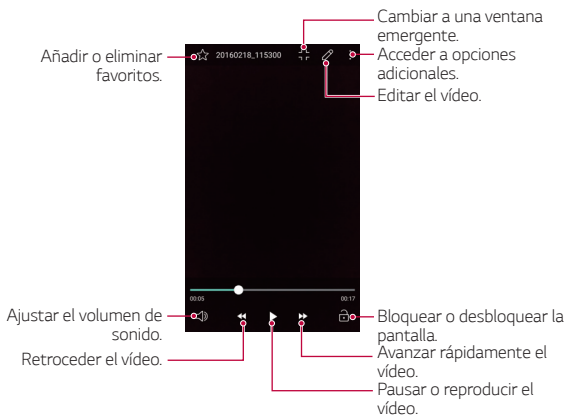 Añadir o eliminar
favoritos.
20160218_115300
Cambiar a una ventana
emergente.
Acceder a opciones
adicionales.
Editar el vídeo.
00:05
00:17
Ajustar el volumen de
sonido.
Retroceder el vídeo.
Bloquear o desbloquear la
pantalla.
Avanzar rápidamente el
vídeo.
Pausar o reproducir el
vídeo.